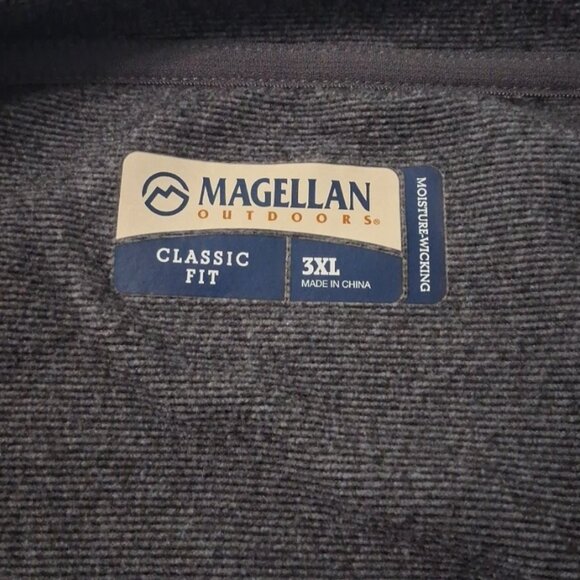 MAGELLAN
OUTDOORS®
CLASSIC
FIT
3XL
MADE IN CHINA
MOISTURE-WICKING